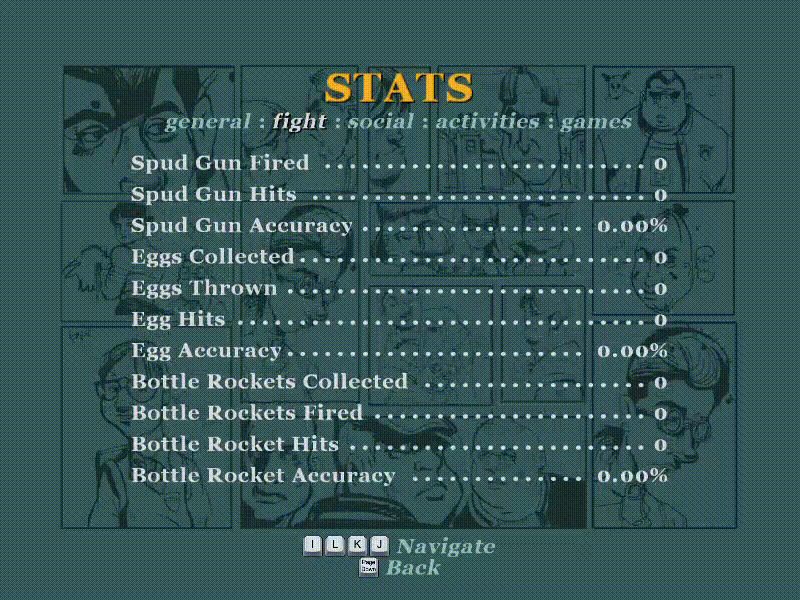 STATS
general : fight : social : activities : games
Spud Gun Fired .......................... 0
Spud Gun Hits ........................... 0
Spud Gun Accuracy .................. 0.00%
Eggs Collected ............................ 0
Eggs Thrown ............................. 0
Egg Hits ................................. 0
Egg Accuracy ........................ 0.00%
Bottle Rockets Collected .................. 0
Bottle Rockets Fired ...................... 0
Bottle Rocket Hits ........................ 0
Bottle Rocket Accuracy .............. 0.00%
I L K J Navigate
Page Down Back